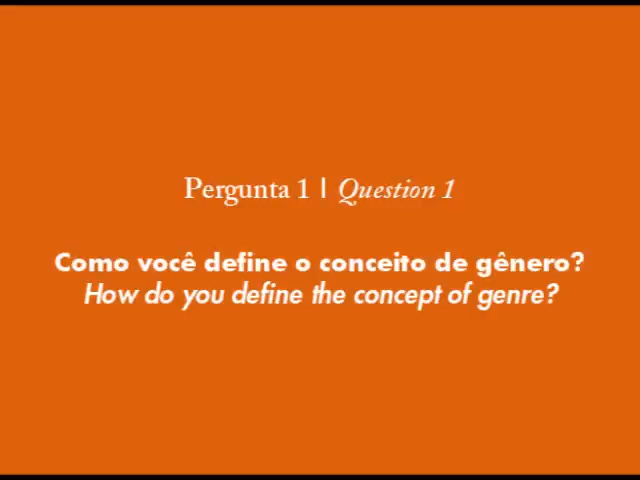 Pergunta 1 | Question 1
Como você define o conceito de gênero?
How do you define the concept of genre?